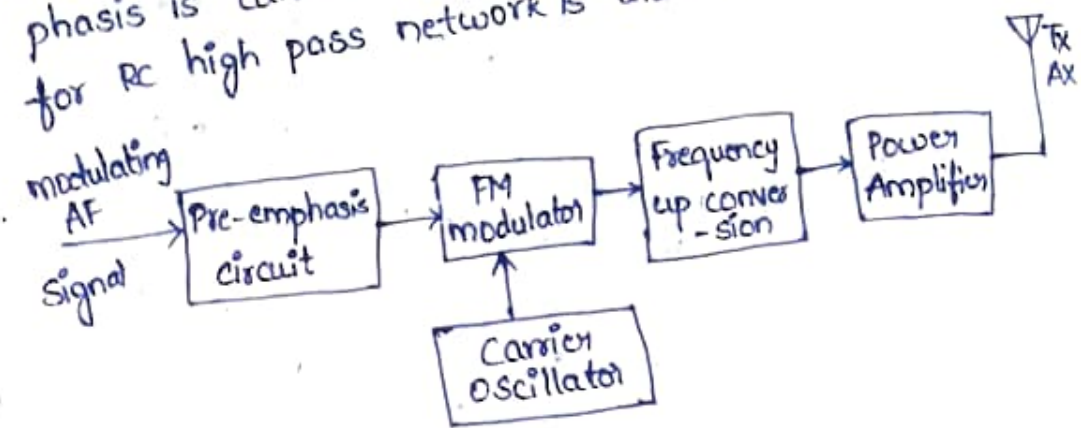 phasis is
for RC high pass network is
modulating
AF
signal
Pre-emphasis
circuit
FM
modulator
Carrier
oscillator
Frequency
up conver
-sion
Power
Amplifier
Tx
Ax